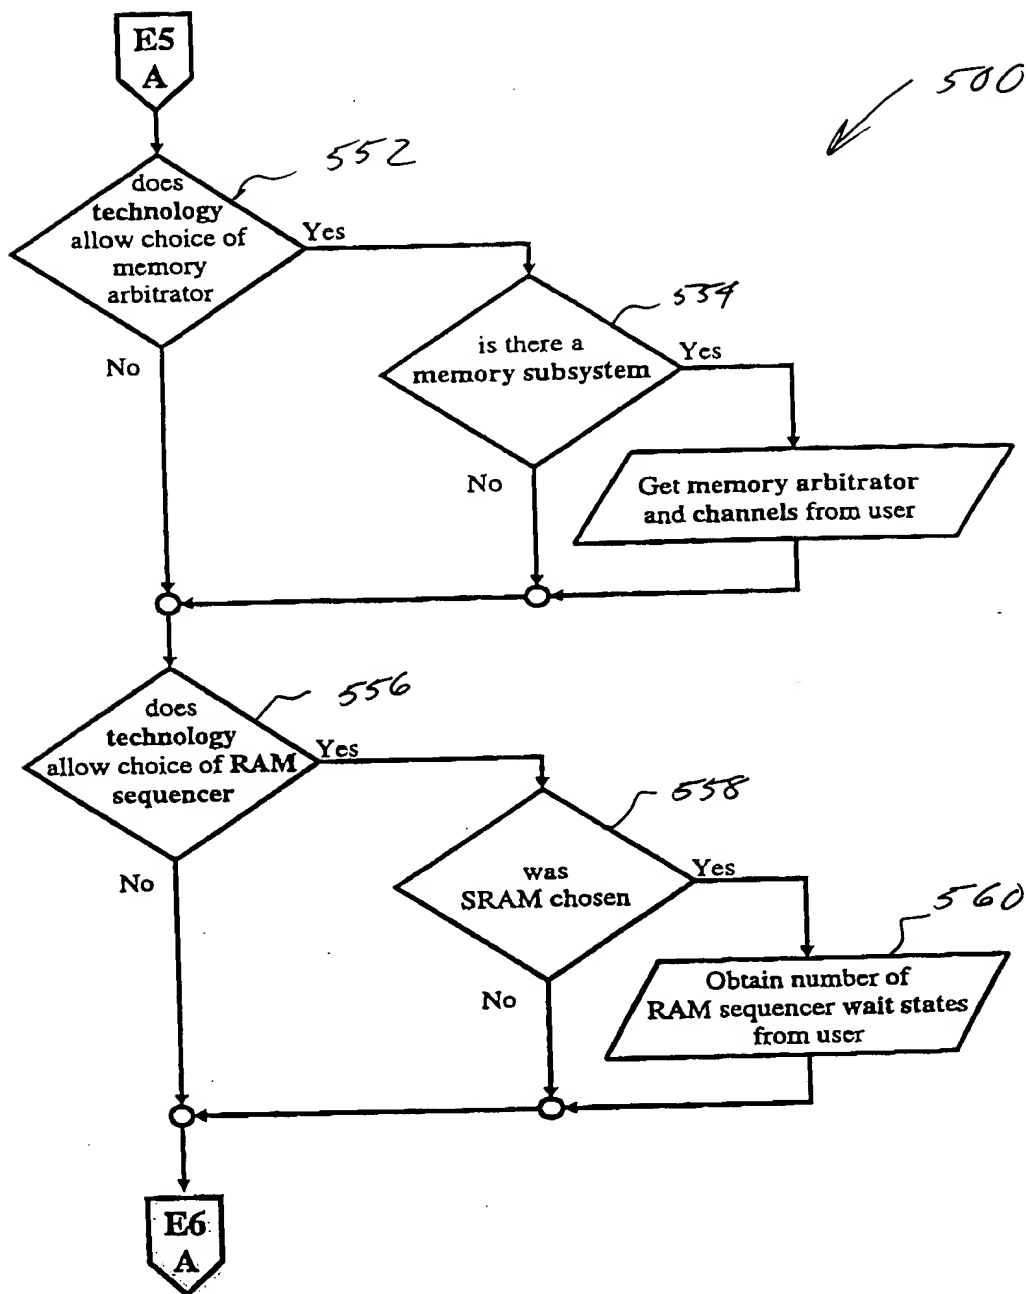 E5
A
500
552
does
technology
allow choice of
memory
arbitrator
Yes
No
554
is there a
memory subsystem
Yes
No
Get memory arbitrator
and channels from user
556
does
technology
allow choice of RAM
sequencer
Yes
No
558
was
SRAM chosen
Yes
No
560
Obtain number of
RAM sequencer wait states
from user
E6
A